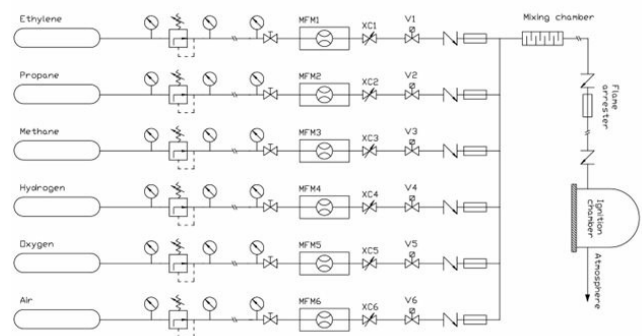 Ethylene
MFM1
XC1
V1
Mixing chamber
Propane
MFM2
XC2
V2
Flame
arrester
Methane
MFM3
XC3
V3
Hydrogen
MFM4
XC4
V4
Ignition
chamber
Oxygen
MFM5
XC5
V5
Atmosphere
Air
MFM6
XC6
V6